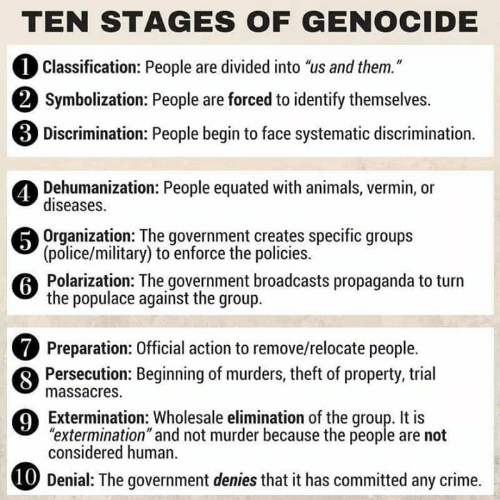 TEN STAGES OF GENOCIDE
1 Classification: People are divided into "us and them."
2 Symbolization: People are forced to identify themselves.
3 Discrimination: People begin to face systematic discrimination.
4 Dehumanization: People equated with animals, vermin, or
diseases.
5 Organization: The government creates specific groups
(police/military) to enforce the policies.
6 Polarization: The government broadcasts propaganda to turn
the populace against the group.
7 Preparation: Official action to remove/relocate people.
8 Persecution: Beginning of murders, theft of property, trial
massacres.
9 Extermination: Wholesale elimination of the group. It is
"extermination" and not murder because the people are not
considered human.
10 Denial: The government denies that it has committed any crime.